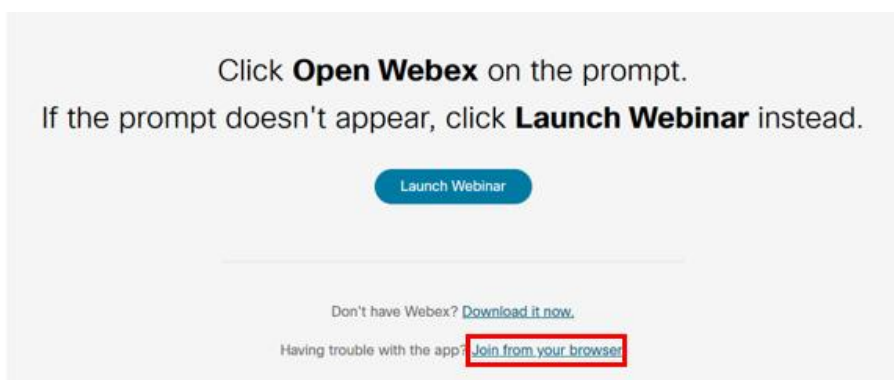 Click Open Webex on the prompt.
If the prompt doesn't appear, click Launch Webinar instead.
Launch Webinar
Don't have Webex? Download it now.
Having trouble with the app? Join from your browser